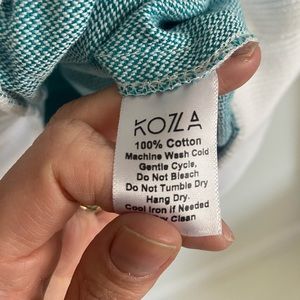 KOZA
100% Cotton
Machine Wash Cold
Gentle Cycle,
Do Not Bleach
Do Not Tumble Dry
Hang Dry.
Cool Iron if Needed
Clean